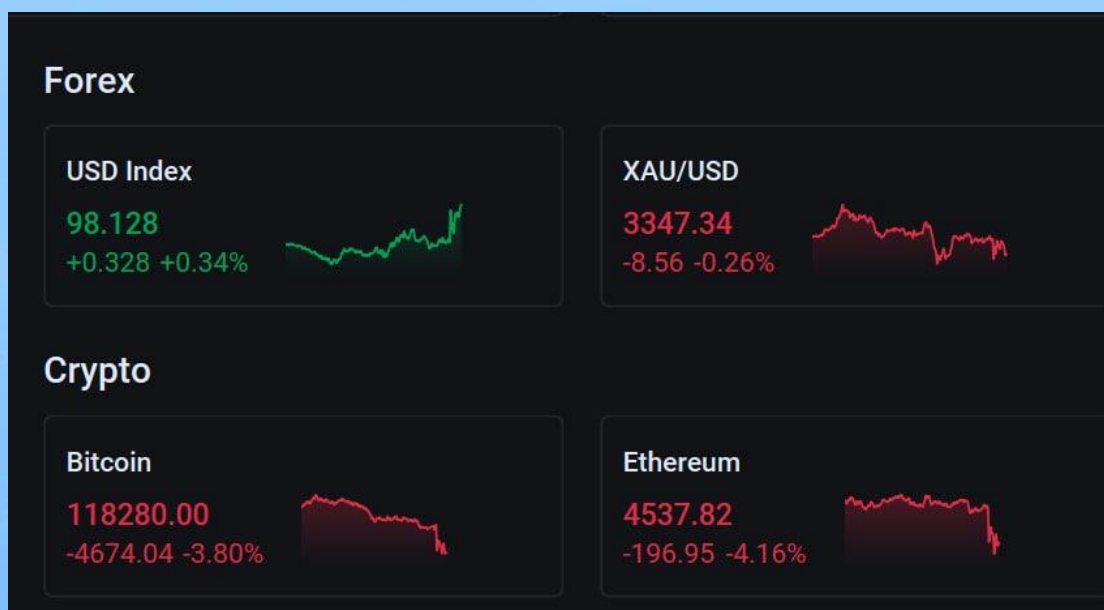 Forex
USD Index
98.128
+0.328 +0.34%
XAU/USD
3347.34
-8.56 -0.26%
Crypto
Bitcoin
118280.00
-4674.04 -3.80%
Ethereum
4537.82
-196.95 -4.16%